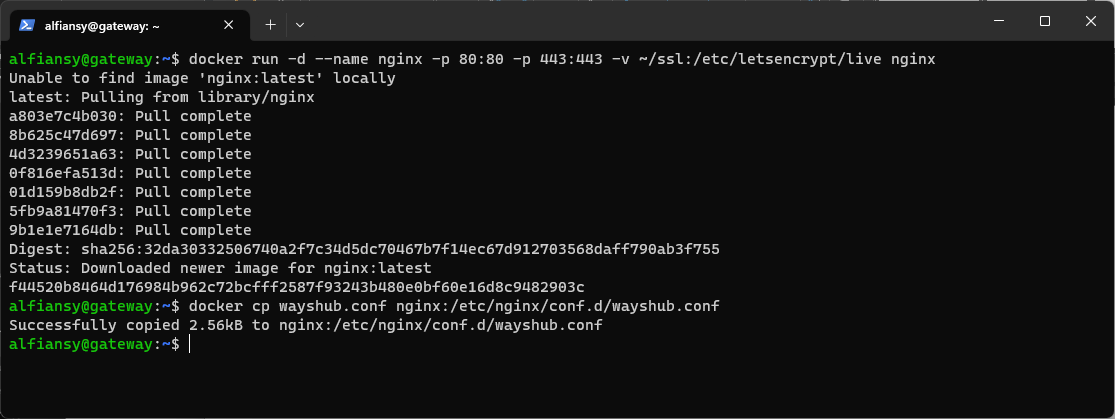 alfiansy@gateway: ~
alfiansy@gateway:~$ docker run -d --name nginx -p 80:80 -p 443:443 -v ~/ssl:/etc/letsencrypt/live nginx
Unable to find image 'nginx:latest' locally
latest: Pulling from library/nginx
a803e7c4b030: Pull complete
8b625c47d697: Pull complete
4d3239651a63: Pull complete
0f816efa513d: Pull complete
01d159b8db2f: Pull complete
5fb9a81470f3: Pull complete
9b1e1e7164db: Pull complete
Digest: sha256:32da30332506740a2f7c34d5dc70467b7f14ec67d912703568daff790ab3f755
Status: Downloaded newer image for nginx:latest
f44520b8464d176984b962c72bcfff2587f93243b480e0bf60e16d8c9482903c
alfiansy@gateway:~$ docker cp wayshub.conf nginx:/etc/nginx/conf.d/wayshub.conf
Successfully copied 2.56kB to nginx:/etc/nginx/conf.d/wayshub.conf
alfiansy@gateway:~$